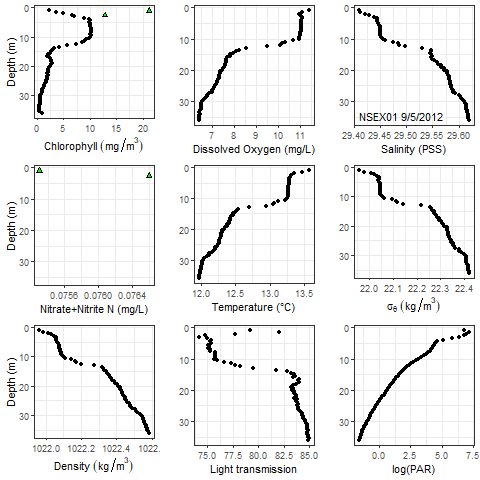 Depth (m)
0
10
20
30
0 5 10 15 20
Chlorophyll (mg/m³)
7 8 9 10 11
Dissolved Oxygen (mg/L)
0
10
20
30
NSEX01 9/5/2012
29.40 29.45 29.50 29.55 29.60
Salinity (PSS)
0
10
20
30
Depth (m)
0
10
20
30
0.0756 0.0760 0.0764
Nitrate+Nitrite N (mg/L)
0
10
20
30
12.0 12.5 13.0 13.5
Temperature (°C)
0
10
20
30
22.0 22.1 22.2 22.3 22.4
σθ (kg/m³)
0
10
20
30
Depth (m)
0
10
20
30
1022.0 1022.2 1022.4 1022.
Density (kg/m³)
0
10
20
30
75.0 77.5 80.0 82.5 85.0
Light transmission
0
10
20
30
0.0 2.5 5.0 7.5
log(PAR)